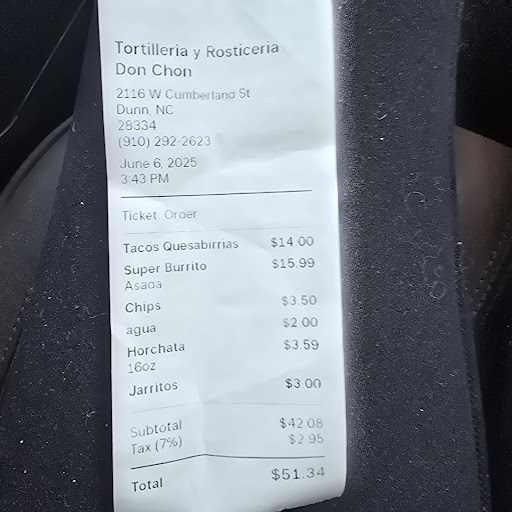 Tortilleria y Rosticeria
Don Chon
2116 W Cumberland St
Dunn, NC
28334
(910) 292-2623
June 6, 2025
3:43 PM
Ticket: Order
Tacos Quesabirrias $14.00
Super Burrito $15.99
Asada
Chips $3.50
agua $2.00
Horchata $3.59
16oz
Jarritos $3.00
Subtotal $42.08
Tax (7%) $2.95
Total $51.34